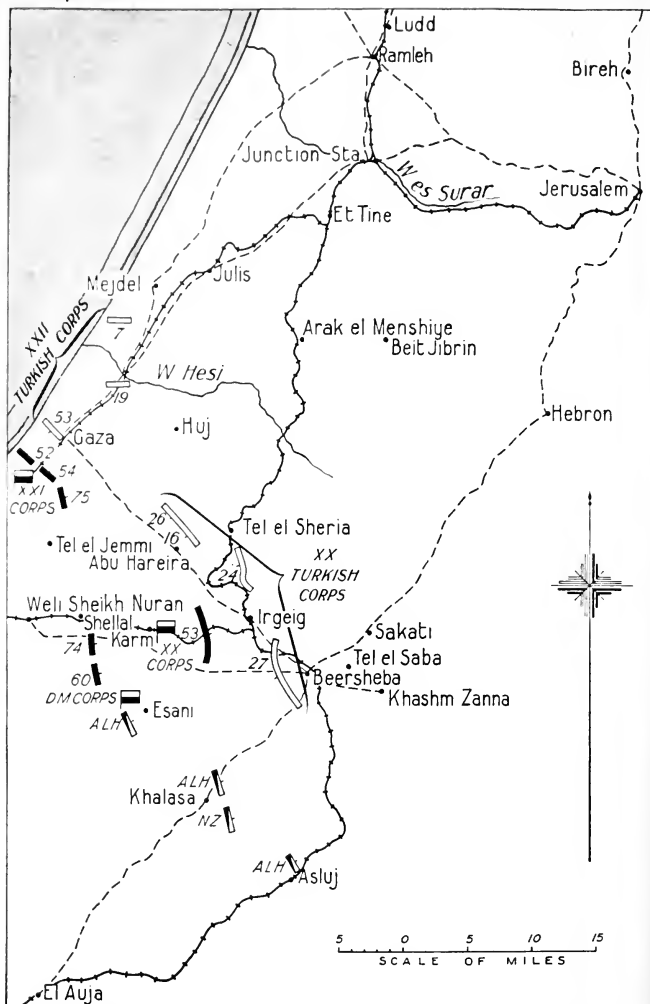 Ludd
Ramleh
Bireh
Junction Sta.
W es Surar
Jerusalem
Et Tine
Mejdel
Julis
XXII
TURKISH CORPS
7
Arak el Menshiye
Beit Jibrin
W Hesi
19
53
Gaza
Huj
Hebron
52
54
XXI
CORPS
75
26
16
Tel el Sheria
Tel el Jemmi
Abu Hareira
XX
TURKISH
CORPS
24
Weli Sheikh Nuran
Shellal
Karmi
Irgeig
53
XX
CORPS
74
Sakati
27
Tel el Saba
Beersheba
60
DM CORPS
Khashm Zanna
ALH
Esani
ALH
Khalasa
NZ
ALH
Asluj
5 0 5 10 15
SCALE OF MILES
El Auja